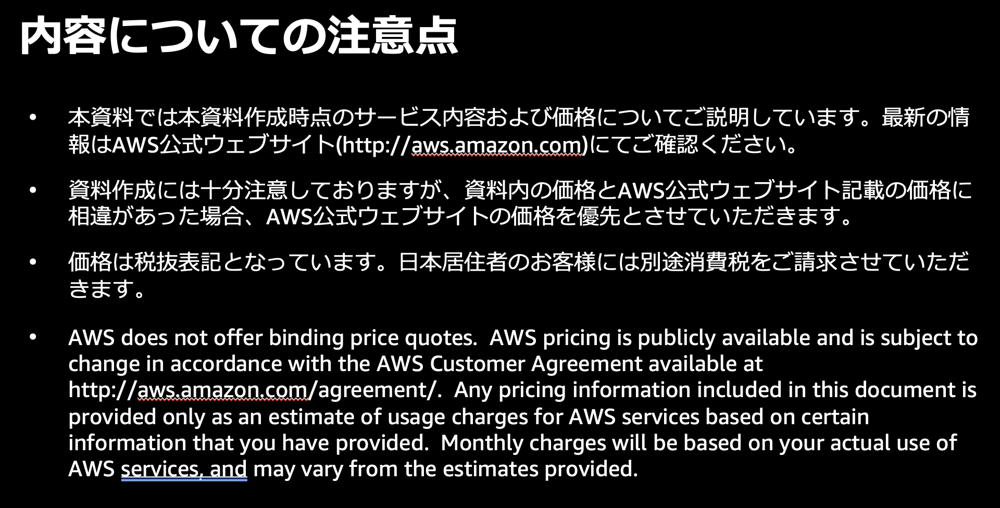 内容についての注意点
• 本資料では本資料作成時点のサービス内容および価格についてご説明しています。最新の情
報はAWS公式ウェブサイト(http://aws.amazon.com)にてご確認ください。
• 資料作成には十分注意しておりますが、資料内の価格とAWS公式ウェブサイト記載の価格に
相違があった場合、AWS公式ウェブサイトの価格を優先とさせていただきます。
• 価格は税抜表記となっています。日本居住者のお客様には別途消費税をご請求させていただ
きます。
• AWS does not offer binding price quotes.  AWS pricing is publicly available and is subject to
change in accordance with the AWS Customer Agreement available at
http://aws.amazon.com/agreement/.  Any pricing information included in this document is
provided only as an estimate of usage charges for AWS services based on certain
information that you have provided.  Monthly charges will be based on your actual use of
AWS services, and may vary from the estimates provided.